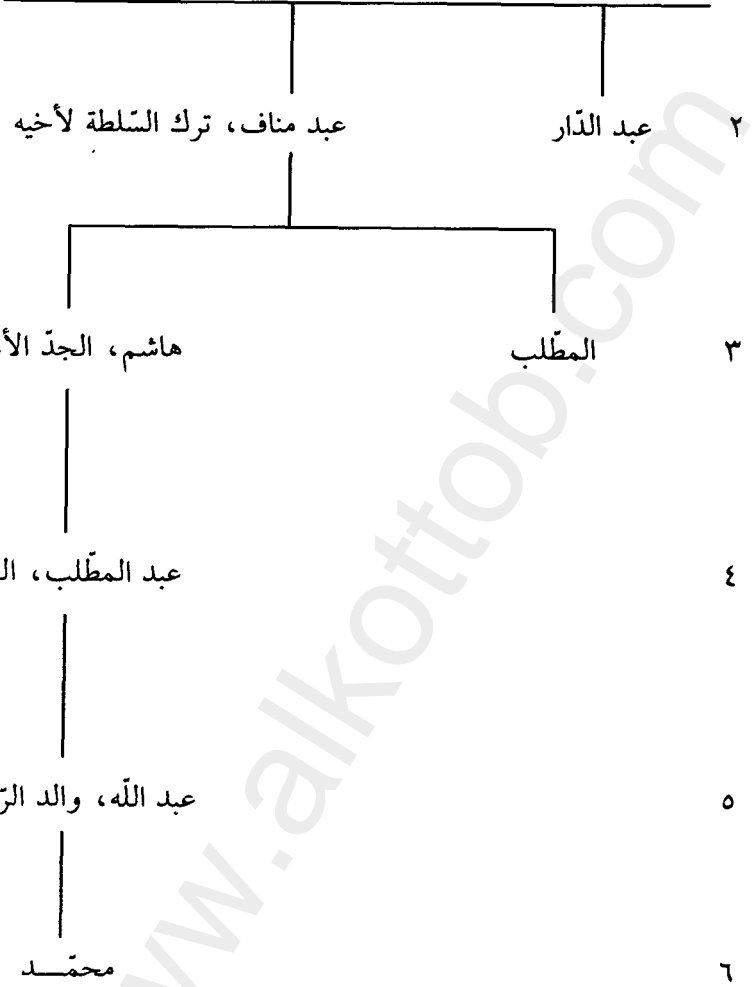 ٢ عبد الدّار عبد مناف، ترك السّلطة لأخيه
٣ المطّلب هاشم، الجدّ
٤ عبد المطّلب،
٥ عبد اللّه، والد
٦ محمّـــد
www.alkottob.com